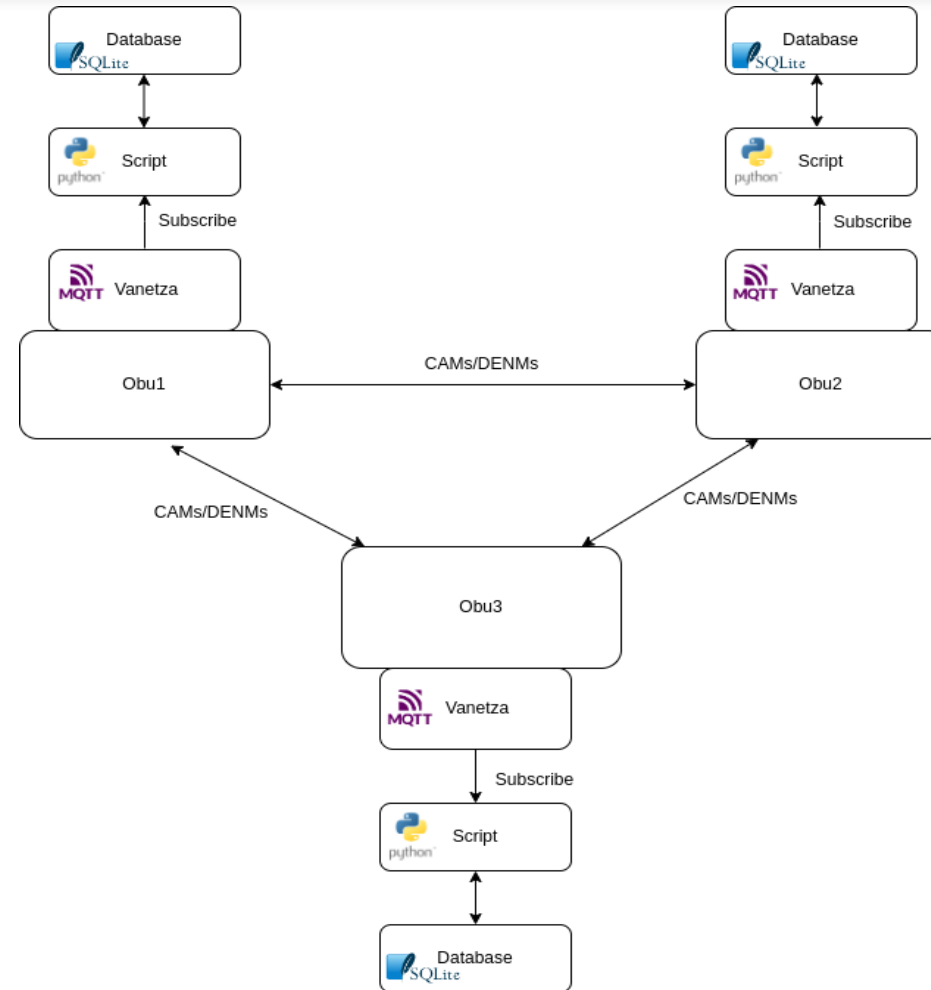 Database
SQLite
Database
SQLite
python
Script
python
Script
Subscribe
Subscribe
MQTT
Vanetza
MQTT
Vanetza
Obu1
CAMs/DENMs
Obu2
CAMs/DENMs
CAMs/DENMs
Obu3
MQTT
Vanetza
Subscribe
python
Script
Database
SQLite